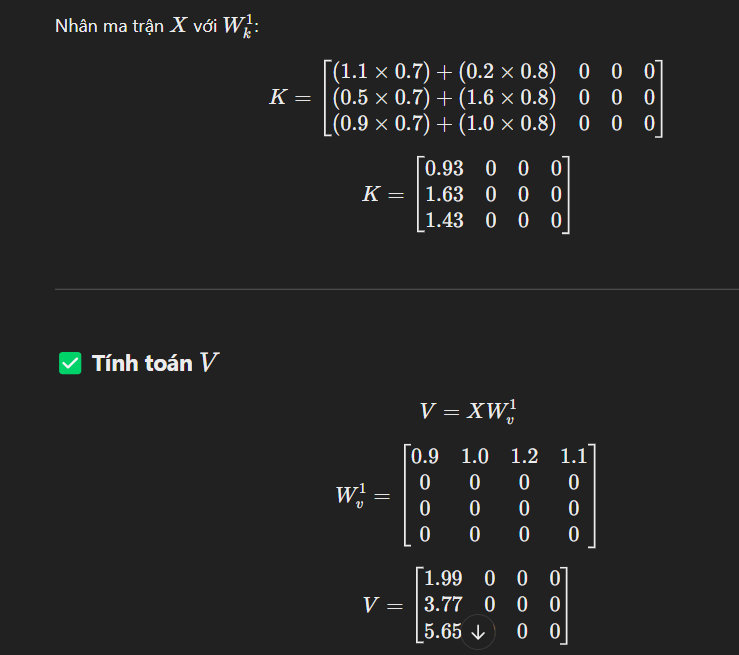 Nhân ma trận X với W_k^1:
K = [(1.1 × 0.7) + (0.2 × 0.8) 0 0 0]
[(0.5 × 0.7) + (1.6 × 0.8) 0 0 0]
[(0.9 × 0.7) + (1.0 × 0.8) 0 0 0]
K = [0.93 0 0 0]
[1.63 0 0 0]
[1.43 0 0 0]
✅ Tính toán V
V = XW_v^1
W_v^1 = [0.9 1.0 1.2 1.1]
[0 0 0 0]
[0 0 0 0]
[0 0 0 0]
V = [1.99 0 0 0]
[3.77 0 0 0]
[5.65 ↓ 0 0]